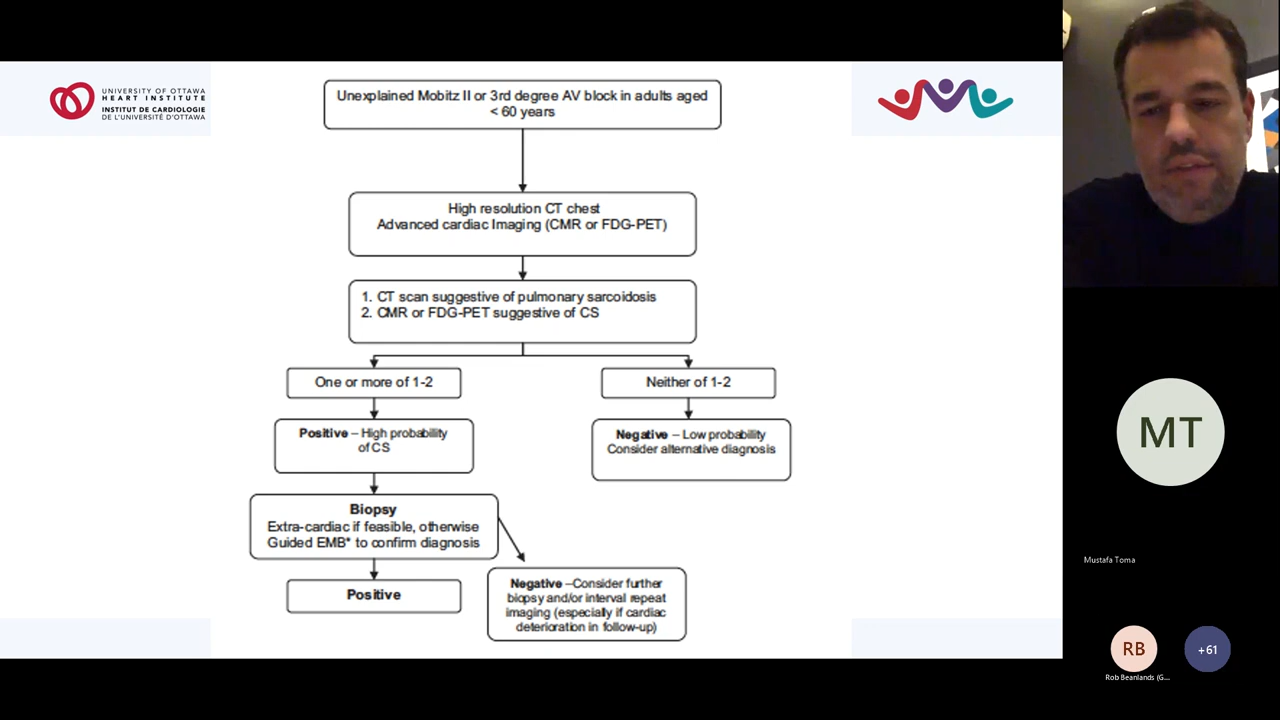 UNIVERSITY OF OTTAWA
HEART INSTITUTE
INSTITUT DE CARDIOLOGIE
DE L'UNIVERSITÉ D'OTTAWA
Unexplained Mobitz II or 3rd degree AV block in adults aged
< 60 years
High resolution CT chest
Advanced cardiac Imaging (CMR or FDG-PET)
1. CT scan suggestive of pulmonary sarcoidosis
2. CMR or FDG-PET suggestive of CS
One or more of 1-2
Neither of 1-2
Positive – High probability
of CS
Negative – Low probability
Consider alternative diagnosis
Biopsy
Extra-cardiac if feasible, otherwise
Guided EMB* to confirm diagnosis
Positive
Negative –Consider further
biopsy and/or interval repeat
imaging (especially if cardiac
deterioration in follow-up)
MT
Mustafa Toma
RB
Rob Beanlands (G...
+61